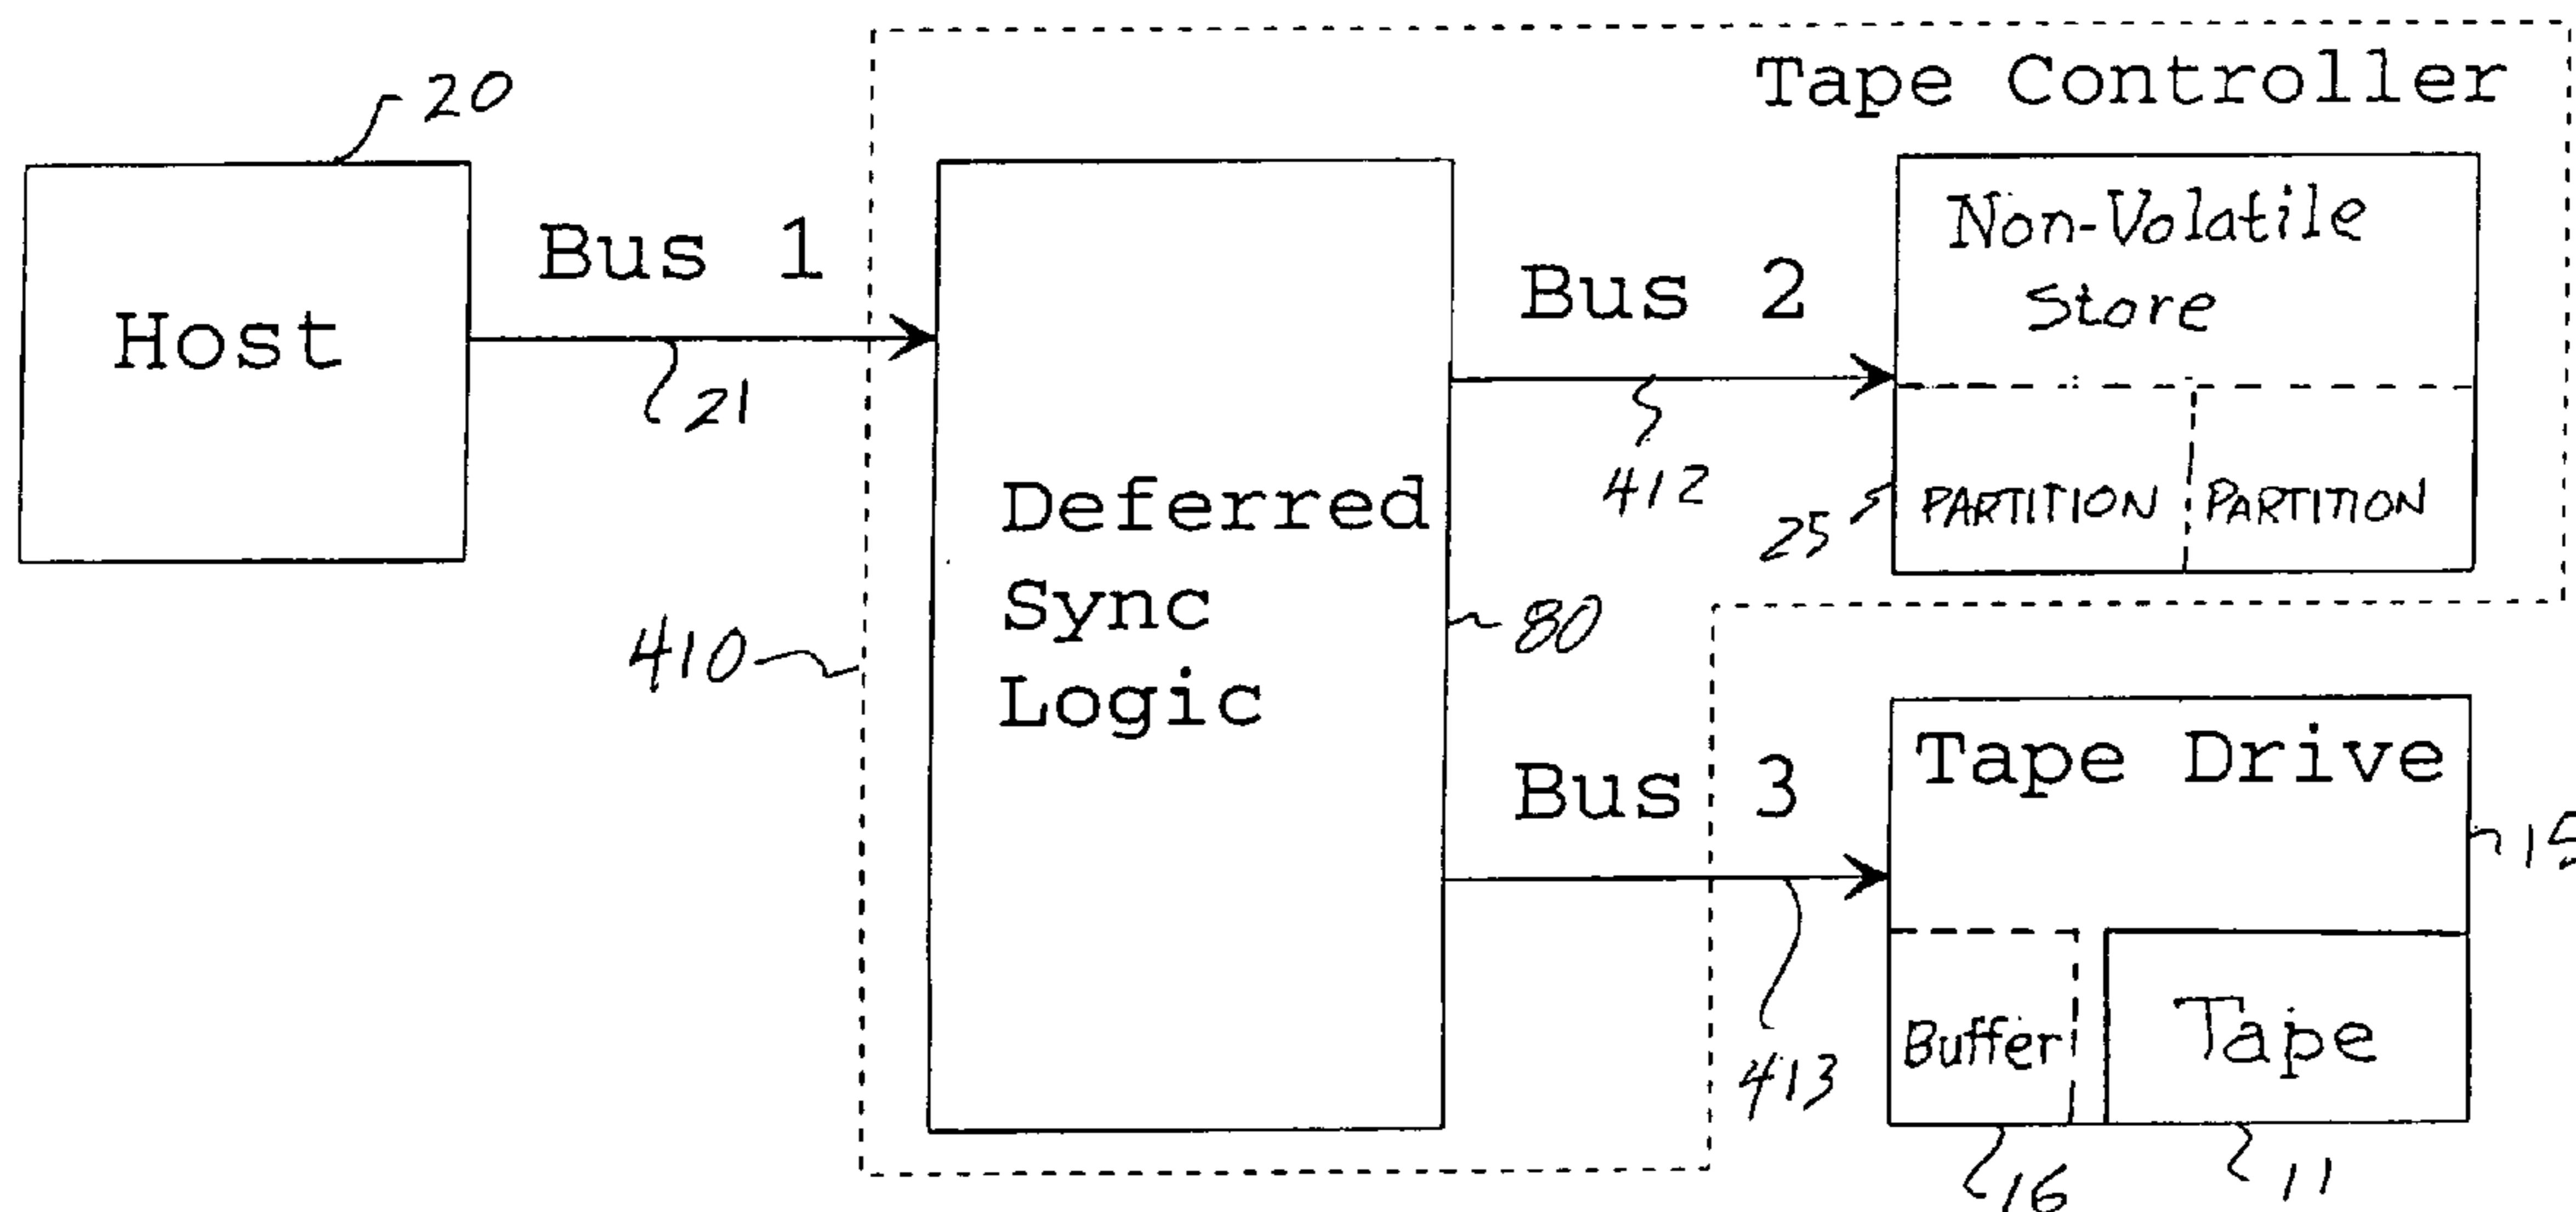 Tape Controller
20
Host
Bus 1
21
Deferred
Sync
Logic
80
410
Bus 2
412
Non-Volatile
Store
25
PARTITION
PARTITION
Bus 3
413
Tape Drive
15
Buffer
Tape
16
11